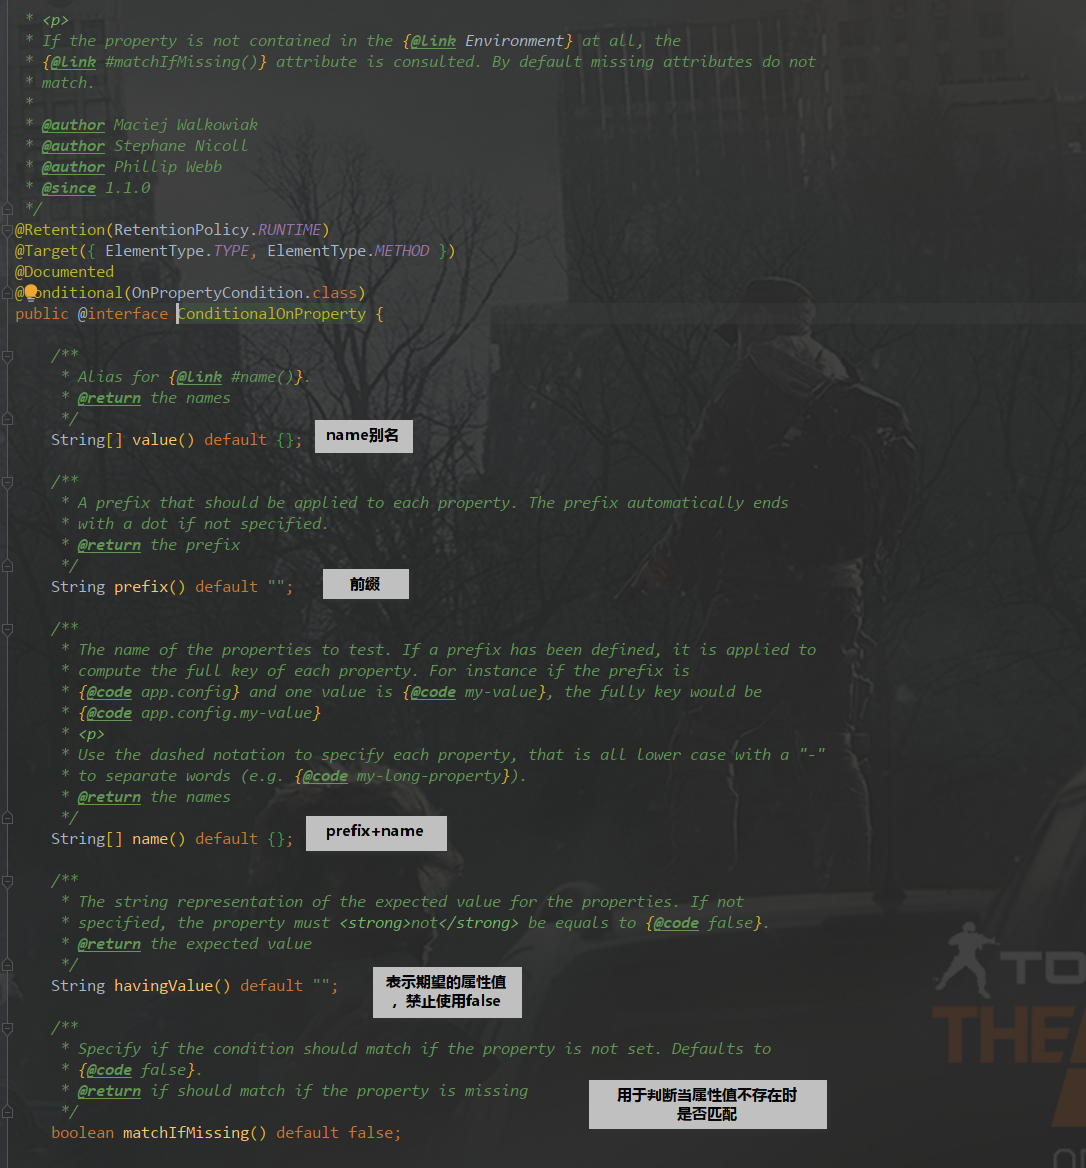 * <p>
* If the property is not contained in the {@link Environment} at all, the
* {@link #matchIfMissing()} attribute is consulted. By default missing attributes do not
* match.
*
* @author Maciej Walkowiak
* @author Stephane Nicoll
* @author Phillip Webb
* @since 1.1.0
*/
@Retention(RetentionPolicy.RUNTIME)
@Target({ ElementType.TYPE, ElementType.METHOD })
@Documented
@Conditional(OnPropertyCondition.class)
public @interface ConditionalOnProperty {
/**
* Alias for {@link #name()}.
* @return the names
*/
String[] value() default {};
name别名
/**
* A prefix that should be applied to each property. The prefix automatically ends
* with a dot if not specified.
* @return the prefix
*/
String prefix() default "";
前缀
/**
* The name of the properties to test. If a prefix has been defined, it is applied to
* compute the full key of each property. For instance if the prefix is
* {@code app.config} and one value is {@code my-value}, the fully key would be
* {@code app.config.my-value}
* <p>
* Use the dashed notation to specify each property, that is all lower case with a "-"
* to separate words (e.g. {@code my-long-property}).
* @return the names
*/
String[] name() default {};
prefix+name
/**
* The string representation of the expected value for the properties. If not
* specified, the property must <strong>not</strong> be equals to {@code false}.
* @return the expected value
*/
String havingValue() default "";
表示期望的属性值
，禁止使用false
/**
* Specify if the condition should match if the property is not set. Defaults to
* {@code false}.
* @return if should match if the property is missing
*/
用于判断当属性值不存在时
是否匹配
boolean matchIfMissing() default false;